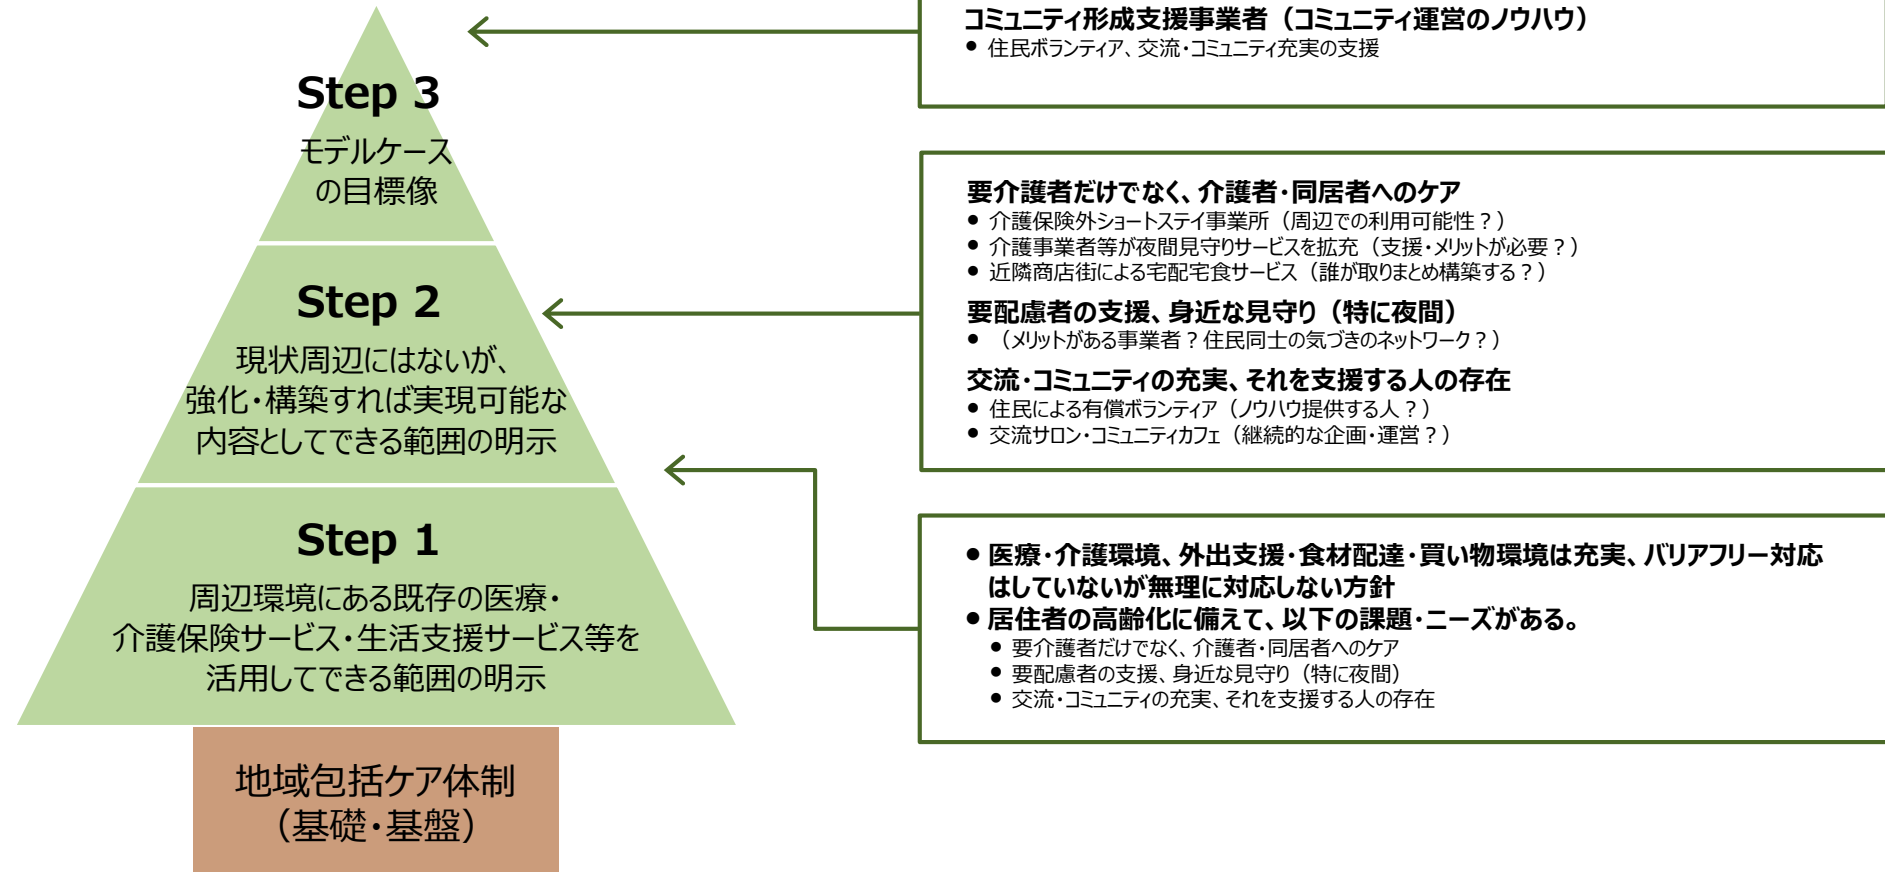 Step 3
モデルケース
の目標像
Step 2
現状周辺にはないが、
強化・構築すれば実現可能な
内容としてできる範囲の明示
Step 1
周辺環境にある既存の医療・
介護保険サービス・生活支援サービス等を
活用してできる範囲の明示
地域包括ケア体制
（基礎・基盤）
コミュニティ形成支援事業者（コミュニティ運営のノウハウ）
● 住民ボランティア、交流・コミュニティ充実の支援
要介護者だけでなく、介護者・同居者へのケア
● 介護保険外ショートステイ事業所（周辺での利用可能性？）
● 介護事業者等が夜間見守りサービスを拡充（支援・メリットが必要？）
● 近隣商店街による宅配宅食サービス（誰が取りまとめ構築する？）
要配慮者の支援、身近な見守り（特に夜間）
● （メリットがある事業者？住民同士の気づきのネットワーク？）
交流・コミュニティの充実、それを支援する人の存在
● 住民による有償ボランティア（ノウハウ提供する人？）
● 交流サロン・コミュニティカフェ（継続的な企画・運営？）
● 医療・介護環境、外出支援・食材配達・買い物環境は充実、バリアフリー対応
はしていないが無理に対応しない方針
● 居住者の高齢化に備えて、以下の課題・ニーズがある。
● 要介護者だけでなく、介護者・同居者へのケア
● 要配慮者の支援、身近な見守り（特に夜間）
● 交流・コミュニティの充実、それを支援する人の存在